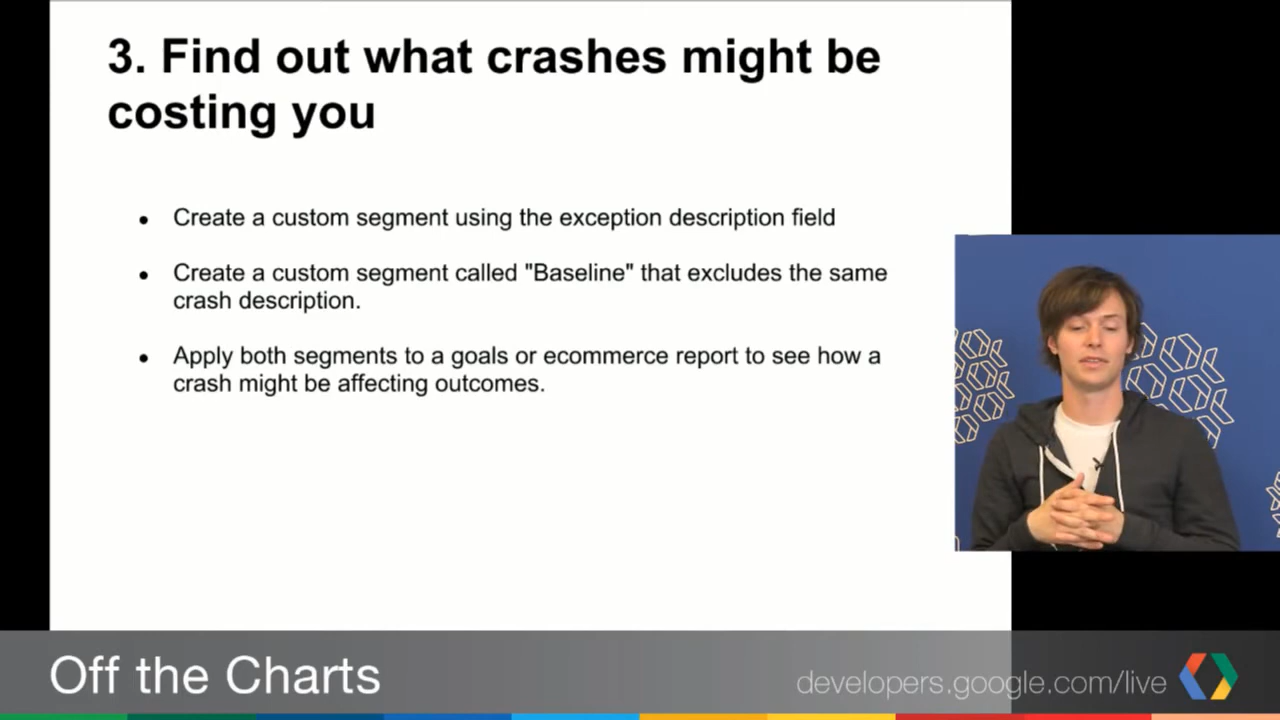 3. Find out what crashes might be
costing you
Create a custom segment using the exception description field
Create a custom segment called "Baseline" that excludes the same
crash description.
Apply both segments to a goals or ecommerce report to see how a
crash might be affecting outcomes.
Off the Charts
developers.google.com/live